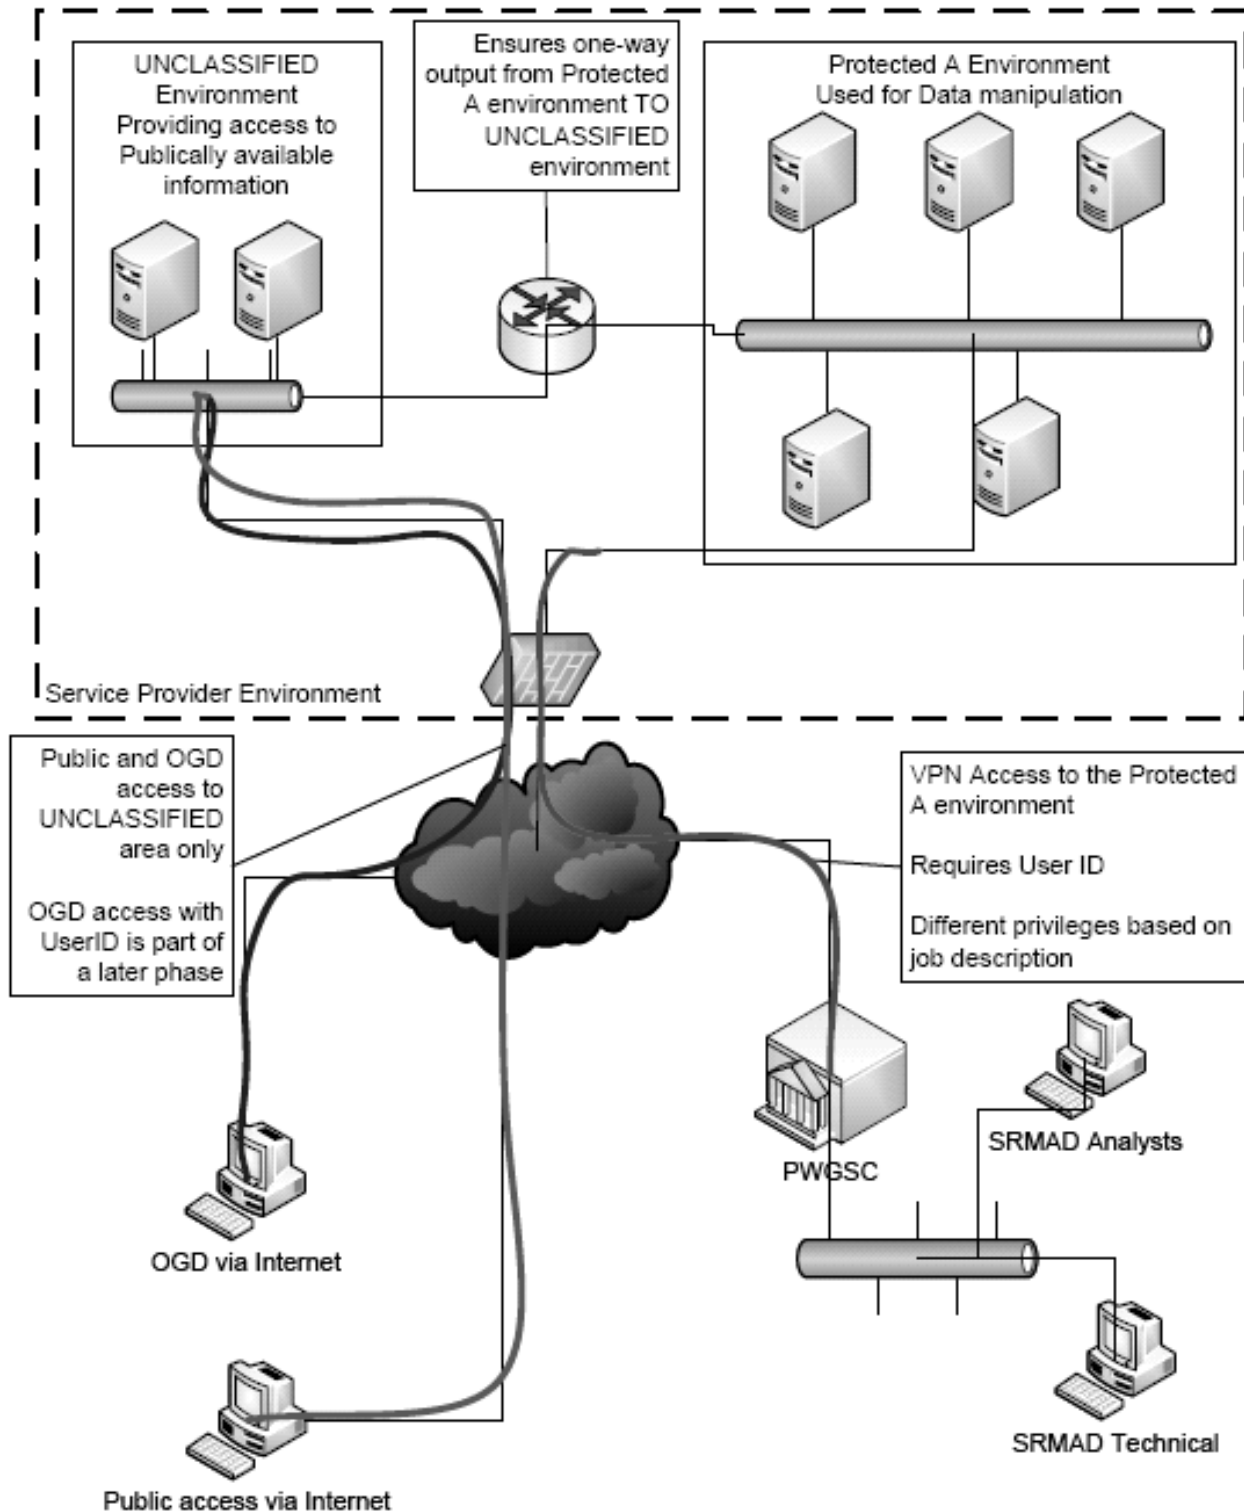 UNCLASSIFIED
Environment
Providing access to
Publically available
information
Ensures one-way
output from Protected
A environment TO
UNCLASSIFIED
environment
Protected A Environment
Used for Data manipulation
Service Provider Environment
Public and OGD
access to
UNCLASSIFIED
area only
OGD access with
UserID is part of
a later phase
VPN Access to the Protected
A environment
Requires User ID
Different privileges based on
job description
SRMAD Analysts
PWGSC
OGD via Internet
SRMAD Technical
Public access via Internet